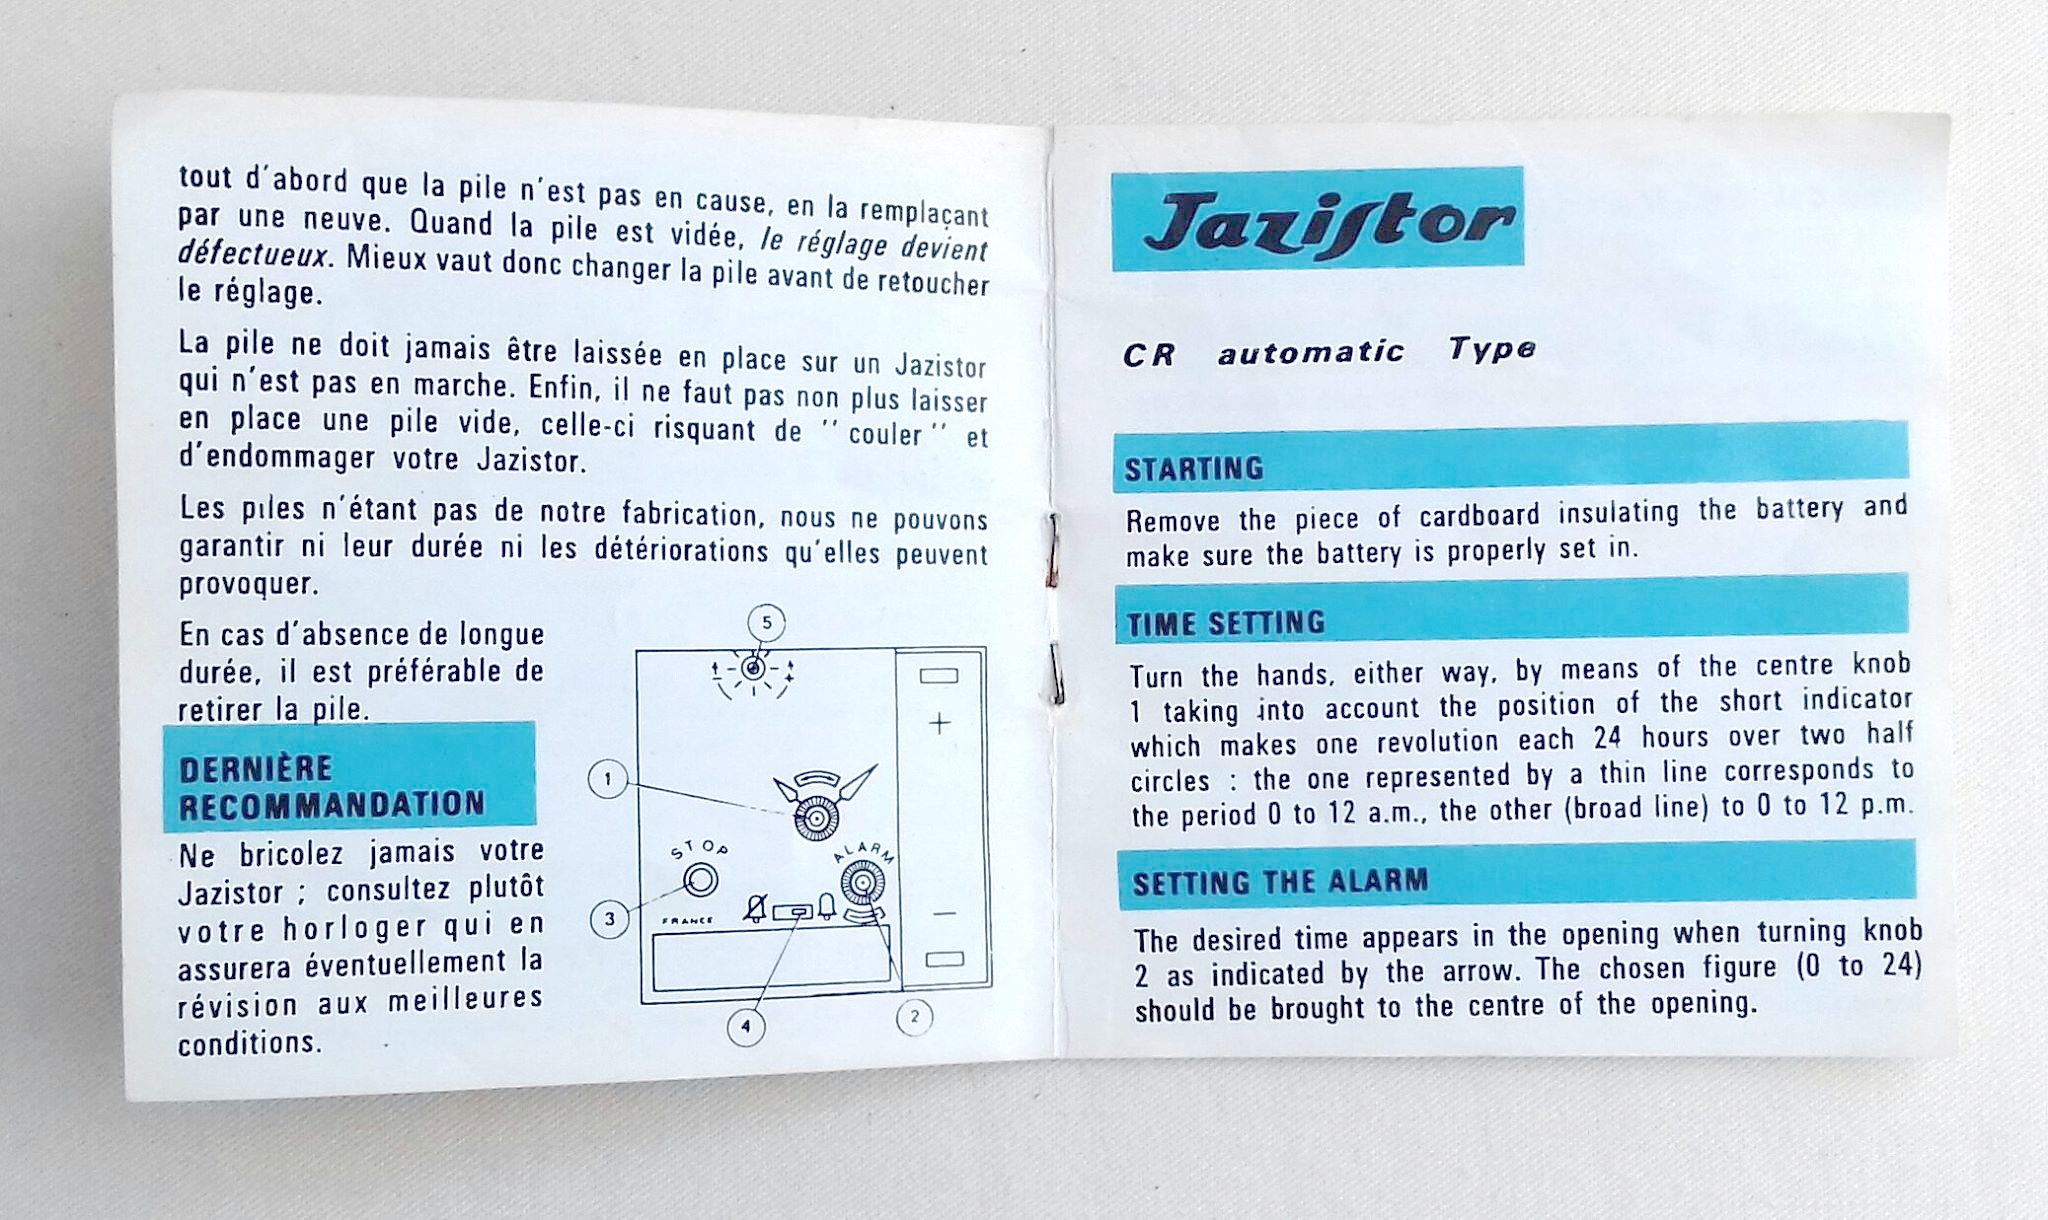 tout d'abord que la pile n'est pas en cause, en la remplaçant
par une neuve. Quand la pile est vidée, le réglage devient
défectueux. Mieux vaut donc changer la pile avant de retoucher
le réglage.
La pile ne doit jamais être laissée en place sur un Jazistor
qui n'est pas en marche. Enfin, il ne faut pas non plus laisser
en place une pile vide, celle-ci risquant de "couler" et
d'endommager votre Jazistor.
Les piles n'étant pas de notre fabrication, nous ne pouvons
garantir ni leur durée ni les détériorations qu'elles peuvent
provoquer.
En cas d'absence de longue
durée, il est préférable de
retirer la pile.
DERNIÈRE
RECOMMANDATION
Ne bricolez jamais votre
Jazistor ; consultez plutôt
votre horloger qui en
assurera éventuellement la
révision aux meilleures
conditions.
5
- +
+
1
STOP
ALARM
3
FRANCE
-
4
2
Jazistor
CR automatic Type
STARTING
Remove the piece of cardboard insulating the battery and
make sure the battery is properly set in.
TIME SETTING
Turn the hands, either way, by means of the centre knob
1 taking into account the position of the short indicator
which makes one revolution each 24 hours over two half
circles : the one represented by a thin line corresponds to
the period 0 to 12 a.m., the other (broad line) to 0 to 12 p.m.
SETTING THE ALARM
The desired time appears in the opening when turning knob
2 as indicated by the arrow. The chosen figure (0 to 24)
should be brought to the centre of the opening.